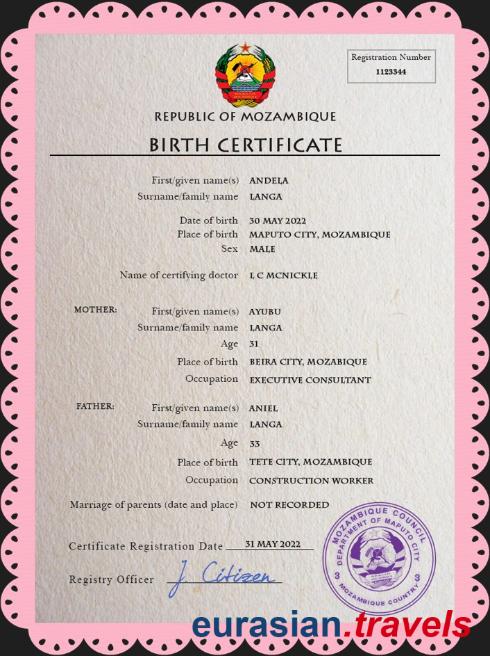 Registration Number
1123344
REPUBLIC OF MOZAMBIQUE
BIRTH CERTIFICATE
First/given name(s) ANDELA
Surname/family name LANGA
Date of birth 30 MAY 2022
Place of birth MAPUTO CITY, MOZAMBIQUE
Sex MALE
Name of certifying doctor L C MCNICKLE
MOTHER: First/given name(s) AYUBU
Surname/family name LANGA
Age 31
Place of birth BEIRA CITY, MOZABIQUE
Occupation EXECUTIVE CONSULTANT
FATHER: First/given name(s) ANIEL
Surname/family name LANGA
Age 33
Place of birth TETE CITY, MOZAMBIQUE
Occupation CONSTRUCTION WORKER
Marriage of parents (date and place) NOT RECORDED
Certificate Registration Date 31 MAY 2022
Registry Officer J Citizen
MOZAMBIQUE COUNCIL
DEPARTMENT OF MAPUTO CITY
MOZAMBIQUE COUNTRY
eurasian.travels